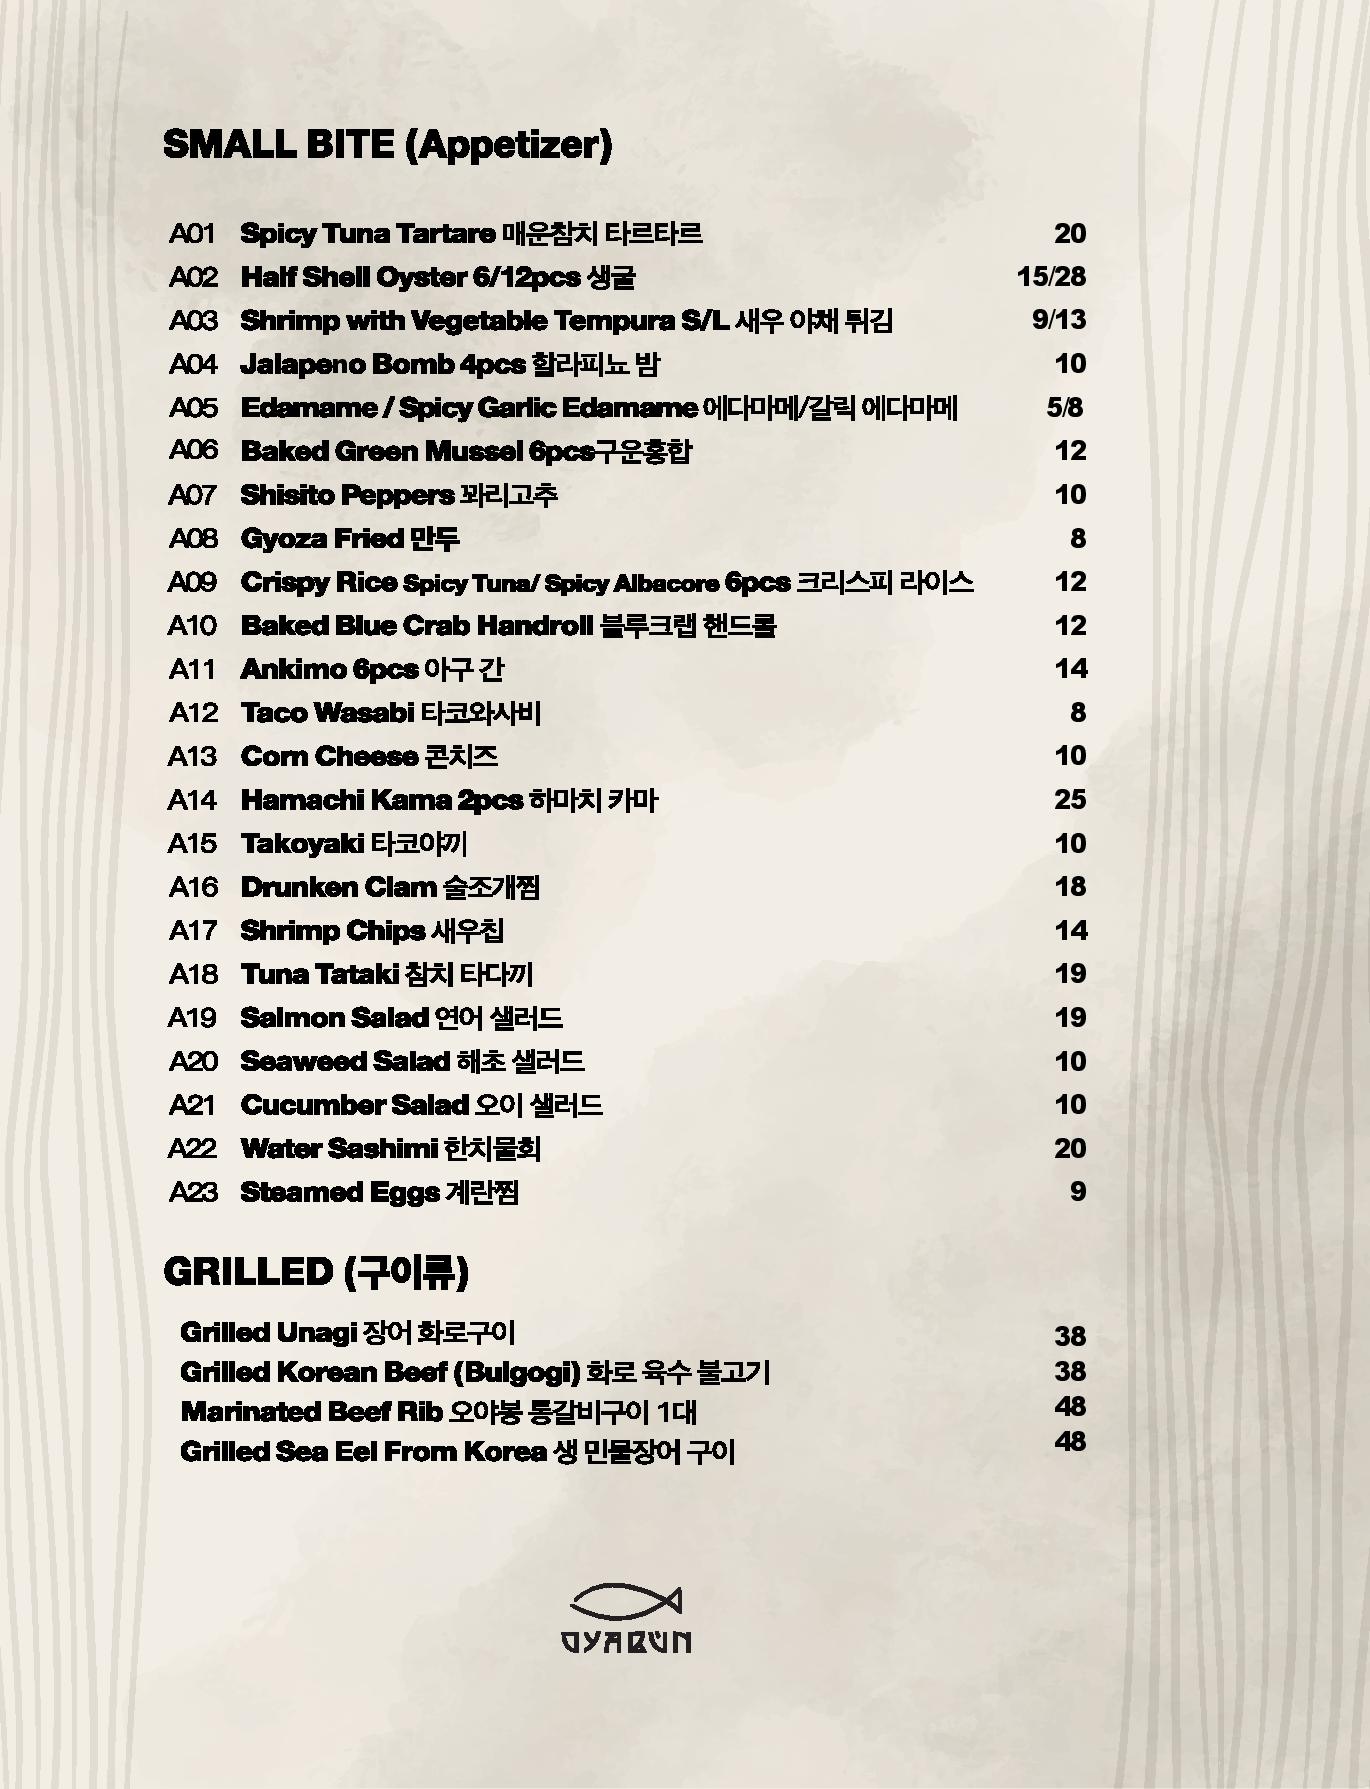 SMALL BITE (Appetizer)
A01 Spicy Tuna Tartare 매운참치 타르타르 20
A02 Half Shell Oyster 6/12pcs 생굴 15/28
A03 Shrimp with Vegetable Tempura S/L 새우 야채 튀김 9/13
A04 Jalapeno Bomb 4pcs 할라피뇨 밤 10
A05 Edamame / Spicy Garlic Edamame 에다마메/갈릭 에다마메 5/8
A06 Baked Green Mussel 6pcs구운홍합 12
A07 Shisito Peppers 꽈리고추 10
A08 Gyoza Fried 만두 8
A09 Crispy Rice Spicy Tuna/ Spicy Albacore 6pcs 크리스피 라이스 12
A10 Baked Blue Crab Handroll 블루크랩 핸드롤 12
A11 Ankimo 6pcs 아구 간 14
A12 Taco Wasabi 타코와사비 8
A13 Corn Cheese 콘치즈 10
A14 Hamachi Kama 2pcs 하마치 카마 25
A15 Takoyaki 타코야끼 10
A16 Drunken Clam 술조개찜 18
A17 Shrimp Chips 새우칩 14
A18 Tuna Tataki 참치 타다끼 19
A19 Salmon Salad 연어 샐러드 19
A20 Seaweed Salad 해초 샐러드 10
A21 Cucumber Salad 오이 샐러드 10
A22 Water Sashimi 한치물회 20
A23 Steamed Eggs 계란찜 9
GRILLED (구이류)
Grilled Unagi 장어 화로구이 38
Grilled Korean Beef (Bulgogi) 화로 육수 불고기 38
Marinated Beef Rib 오야붕 통갈비구이 1대 48
Grilled Sea Eel From Korea 생 민물장어 구이 48
OYABUN